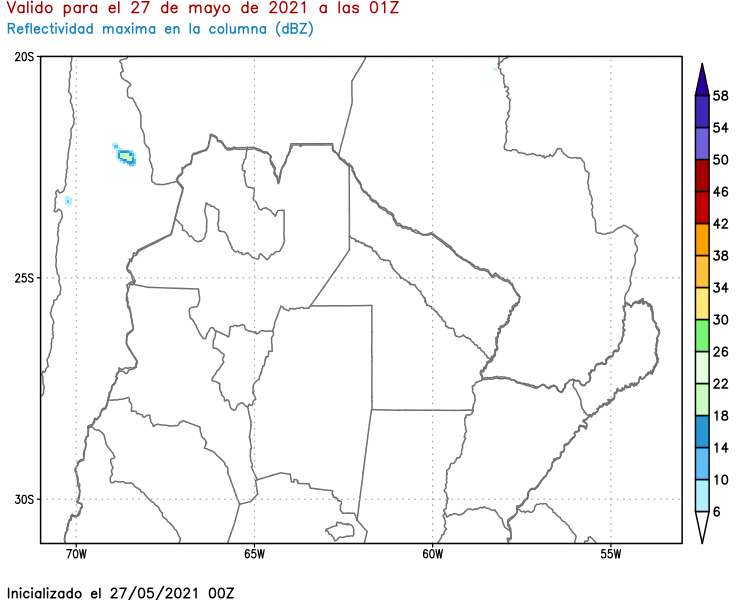 Valido para el 27 de mayo de 2021 a las 01Z
Reflectividad maxima en la columna (dBZ)
20S
25S
30S
70W 65W 60W 55W
58
54
50
46
42
38
34
30
26
22
18
14
10
6
Inicializado el 27/05/2021 00Z